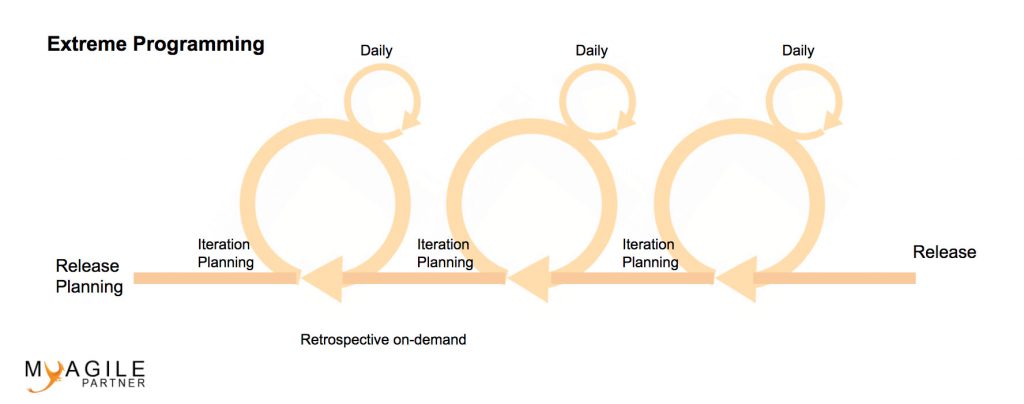 Extreme Programming
Daily
Daily
Daily
Iteration
Planning
Iteration
Planning
Iteration
Planning
Release
Planning
Release
Retrospective on-demand
MYAGILE
PARTNER